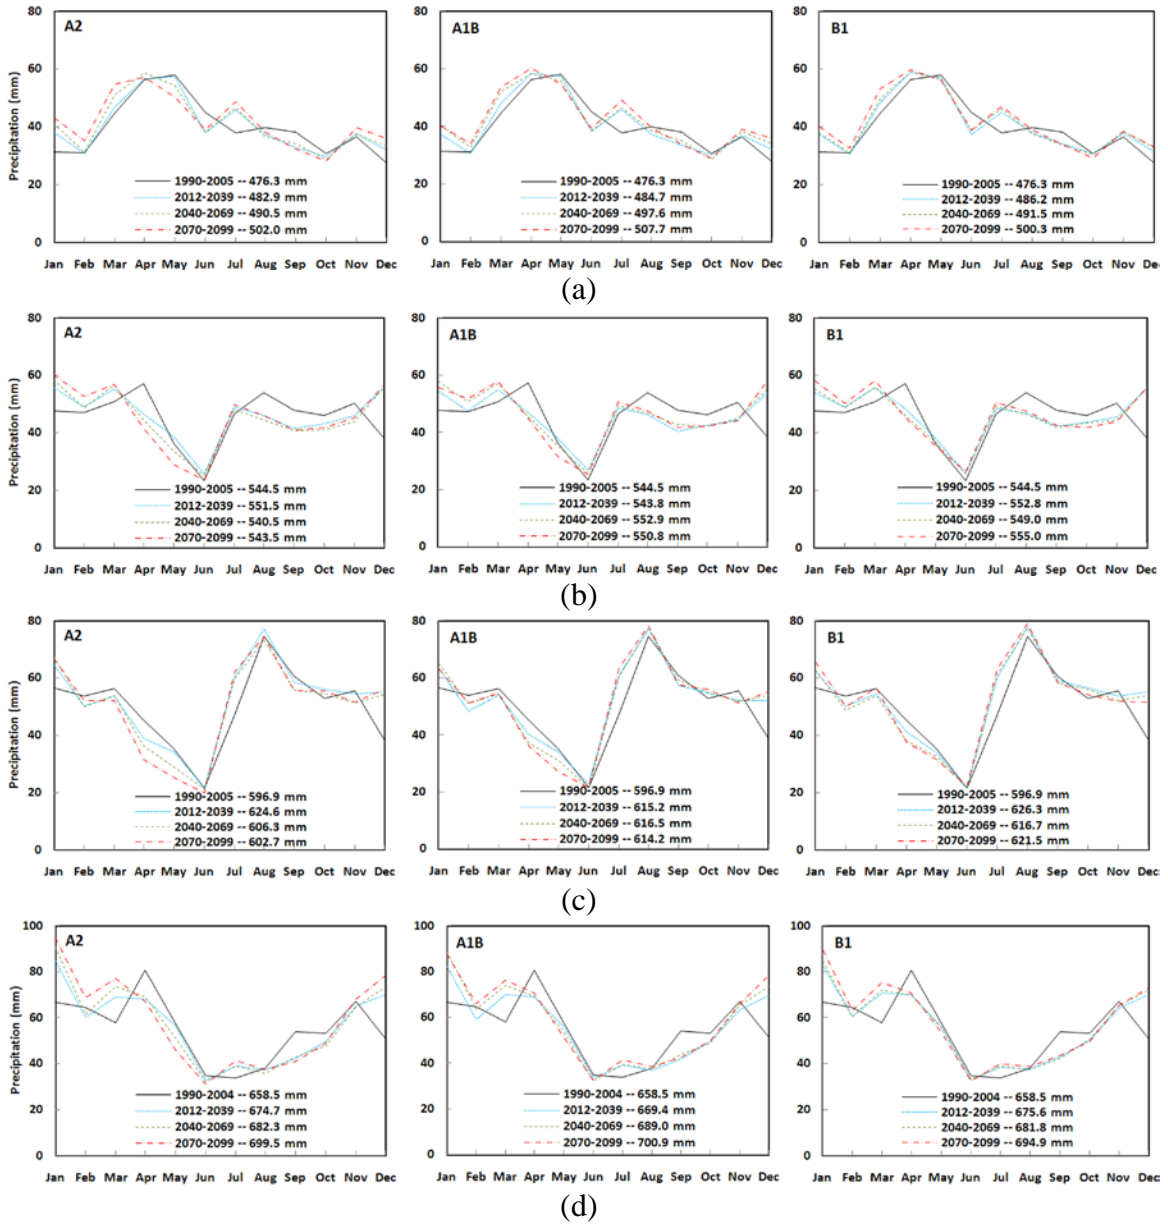 80
60
40
20
0
Precipitation (mm)
A2
1990-2005 -- 476.3 mm
2012-2039 -- 482.9 mm
2040-2069 -- 490.5 mm
2070-2099 -- 502.0 mm
Jan Feb Mar Apr May Jun Jul Aug Sep Oct Nov Dec
80
60
40
20
0
A1B
1990-2005 -- 476.3 mm
2012-2039 -- 484.7 mm
2040-2069 -- 497.6 mm
2070-2099 -- 507.7 mm
Jan Feb Mar Apr May Jun Jul Aug Sep Oct Nov Dec
80
60
40
20
0
B1
1990-2005 -- 476.3 mm
2012-2039 -- 486.2 mm
2040-2069 -- 491.5 mm
2070-2099 -- 500.3 mm
Jan Feb Mar Apr May Jun Jul Aug Sep Oct Nov Dec
(a)
80
60
40
20
0
Precipitation (mm)
A2
1990-2005 -- 544.5 mm
2012-2039 -- 551.5 mm
2040-2069 -- 540.5 mm
2070-2099 -- 543.5 mm
Jan Feb Mar Apr May Jun Jul Aug Sep Oct Nov Dec
80
60
40
20
0
A1B
1990-2005 -- 544.5 mm
2012-2039 -- 543.8 mm
2040-2069 -- 552.9 mm
2070-2099 -- 550.8 mm
Jan Feb Mar Apr May Jun Jul Aug Sep Oct Nov Dec
80
60
40
20
0
B1
1990-2005 -- 544.5 mm
2012-2039 -- 552.8 mm
2040-2069 -- 549.0 mm
2070-2099 -- 555.0 mm
Jan Feb Mar Apr May Jun Jul Aug Sep Oct Nov Dec
(b)
80
60
40
20
0
Precipitation (mm)
A2
1990-2005 -- 596.9 mm
2012-2039 -- 624.6 mm
2040-2069 -- 606.3 mm
2070-2099 -- 602.7 mm
Jan Feb Mar Apr May Jun Jul Aug Sep Oct Nov Dec
80
60
40
20
0
A1B
1990-2005 -- 596.9 mm
2012-2039 -- 615.2 mm
2040-2069 -- 616.5 mm
2070-2099 -- 614.2 mm
Jan Feb Mar Apr May Jun Jul Aug Sep Oct Nov Dec
80
60
40
20
0
B1
1990-2005 -- 596.9 mm
2012-2039 -- 626.3 mm
2040-2069 -- 616.7 mm
2070-2099 -- 621.5 mm
Jan Feb Mar Apr May Jun Jul Aug Sep Oct Nov Dec
(c)
100
80
60
40
20
0
Precipitation (mm)
A2
1990-2004 -- 658.5 mm
2012-2039 -- 674.7 mm
2040-2069 -- 682.3 mm
2070-2099 -- 699.5 mm
Jan Feb Mar Apr May Jun Jul Aug Sep Oct Nov Dec
100
80
60
40
20
0
A1B
1990-2004 -- 658.5 mm
2012-2039 -- 669.4 mm
2040-2069 -- 689.0 mm
2070-2099 -- 700.9 mm
Jan Feb Mar Apr May Jun Jul Aug Sep Oct Nov Dec
100
80
60
40
20
0
B1
1990-2004 -- 658.5 mm
2012-2039 -- 675.6 mm
2040-2069 -- 681.8 mm
2070-2099 -- 694.9 mm
Jan Feb Mar Apr May Jun Jul Aug Sep Oct Nov Dec
(d)